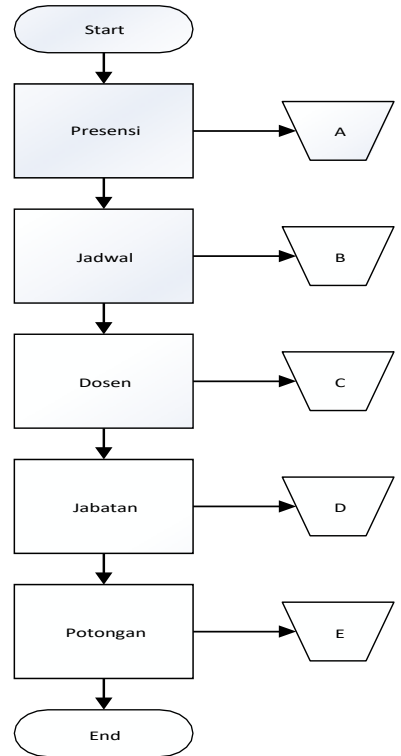 Start
Presensi
A
Jadwal
B
Dosen
C
Jabatan
D
Potongan
E
End